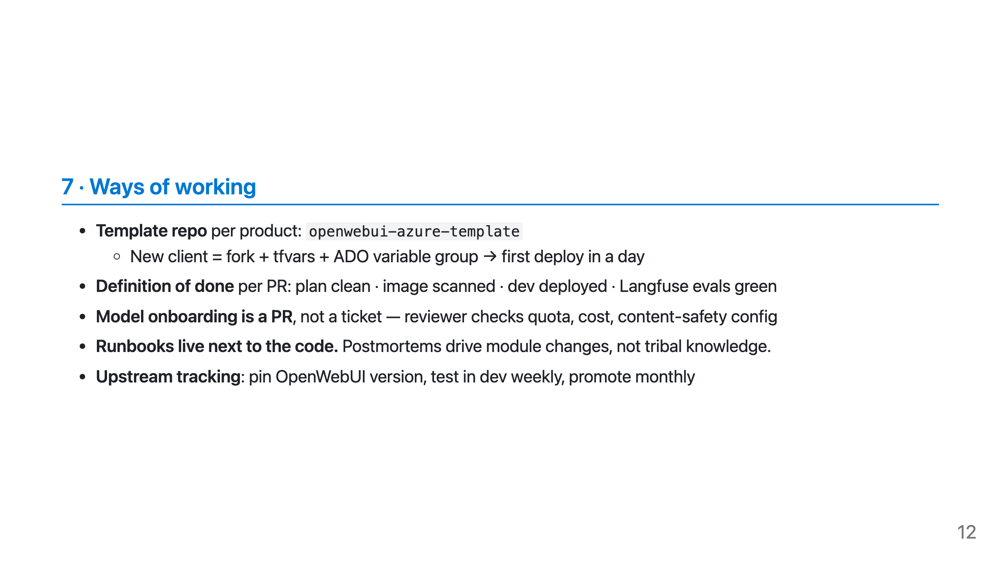 7 · Ways of working
• Template repo per product: openwebui-azure-template
◦ New client = fork + tfvars + ADO variable group → first deploy in a day
• Definition of done per PR: plan clean · image scanned · dev deployed · Langfuse evals green
• Model onboarding is a PR, not a ticket — reviewer checks quota, cost, content-safety config
• Runbooks live next to the code. Postmortems drive module changes, not tribal knowledge.
• Upstream tracking: pin OpenWebUI version, test in dev weekly, promote monthly
12